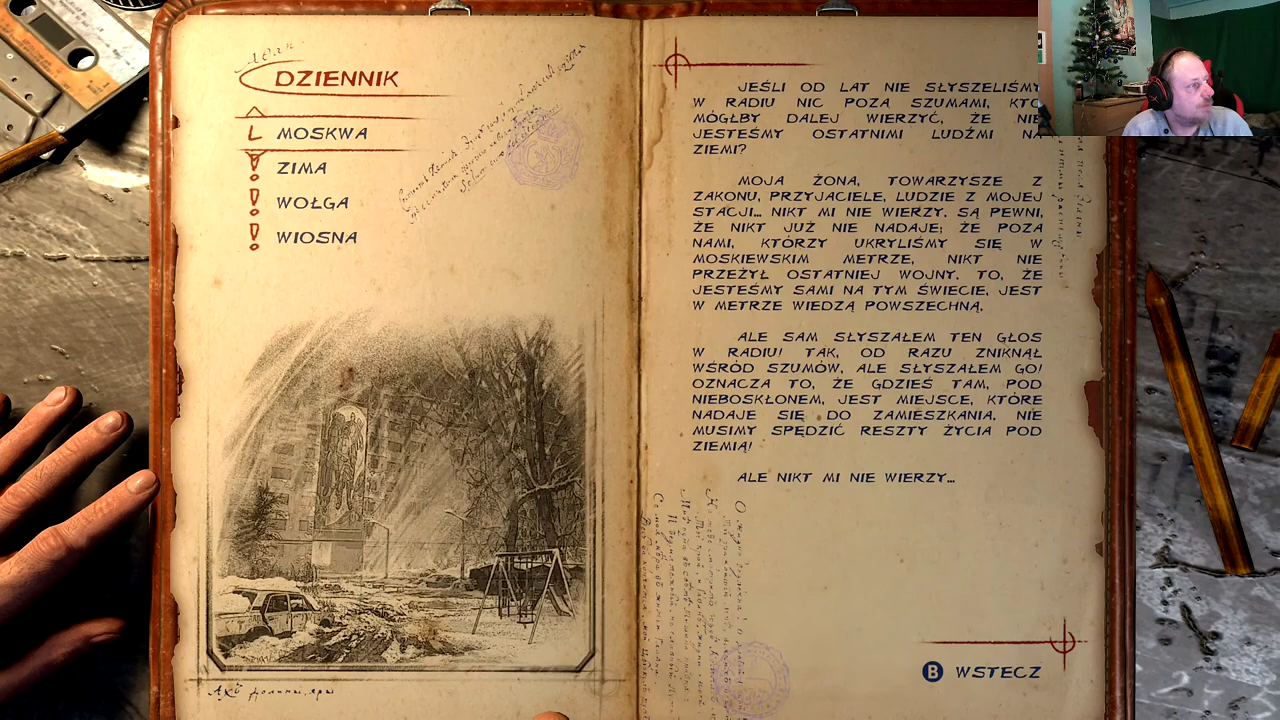 DZIENNIK
MOSKWA
ZIMA
WOŁGA
WIOSNA
JEŚLI OD LAT NIE SŁYSZELIŚMY
W RADIU NIC POZA SZUMAMI, KTO
MÓGŁBY DALEJ WIERZYĆ, ŻE NIE
JESTEŚMY OSTATNIMI LUDŹMI NA
ZIEMI?
MOJA ŻONA, TOWARZYSZE Z
ZAKONU, PRZYJACIELE, LUDZIE Z MOJEJ
STACJI... NIKT MI NIE WIERZY. SĄ PEWNI,
ŻE NIKT JUŻ NIE NADAJE; ŻE POZA
NAMI, KTÓRZY UKRYLIŚMY SIĘ W
MOSKIEWSKIM METRZE, NIKT NIE
PRZEŻYŁ OSTATNIEJ WOJNY. TO, ŻE
JESTEŚMY SAMI NA TYM ŚWIECIE, JEST
W METRZE WIEDZĄ POWSZECHNĄ.
ALE SAM SŁYSZAŁEM TEN GŁOS
W RADIU! TAK, OD RAZU ZNIKNĄŁ
WŚRÓD SZUMÓW, ALE SŁYSZAŁEM GO!
OZNACZA TO, ŻE GDZIEŚ TAM, POD
NIEBOSKŁONEM, JEST MIEJSCE, KTÓRE
NADAJE SIĘ DO ZAMIESZKANIA. NIE
MUSIMY SPĘDZIĆ RESZTY ŻYCIA POD
ZIEMIĄ!
ALE NIKT MI NIE WIERZY...
B WSTECZ